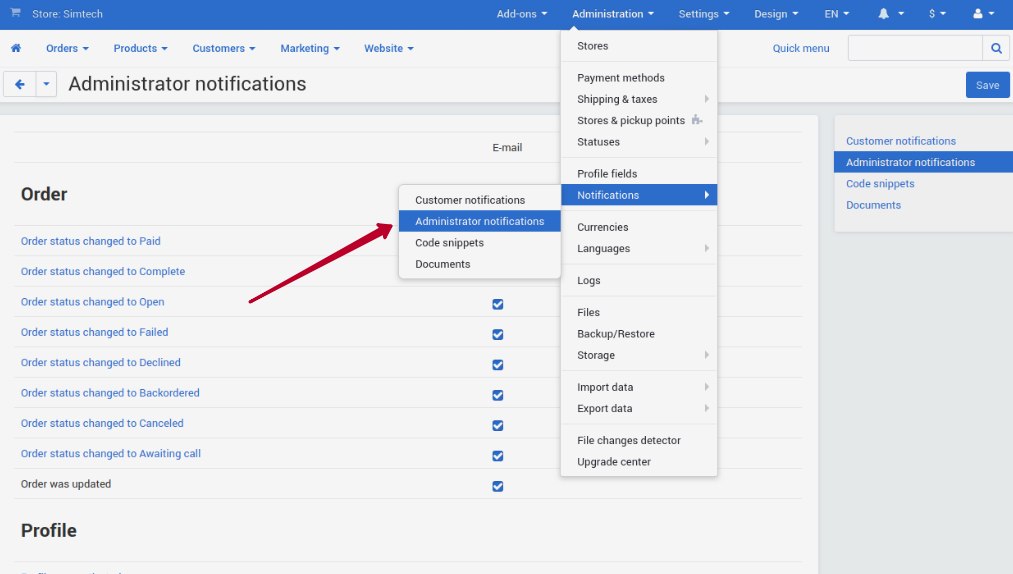 Store: Simtech
Add-ons
Administration
Settings
Design
EN
$
Orders
Products
Customers
Marketing
Website
Quick menu
Administrator notifications
Save
Stores
Payment methods
Shipping & taxes
Stores & pickup points
Statuses
Profile fields
Notifications
Currencies
Languages
Logs
Files
Backup/Restore
Storage
Import data
Export data
File changes detector
Upgrade center
Customer notifications
Administrator notifications
Code snippets
Documents
E-mail
Order
Order status changed to Paid
Order status changed to Complete
Order status changed to Open
Order status changed to Failed
Order status changed to Declined
Order status changed to Backordered
Order status changed to Canceled
Order status changed to Awaiting call
Order was updated
Profile
Customer notifications
Administrator notifications
Code snippets
Documents